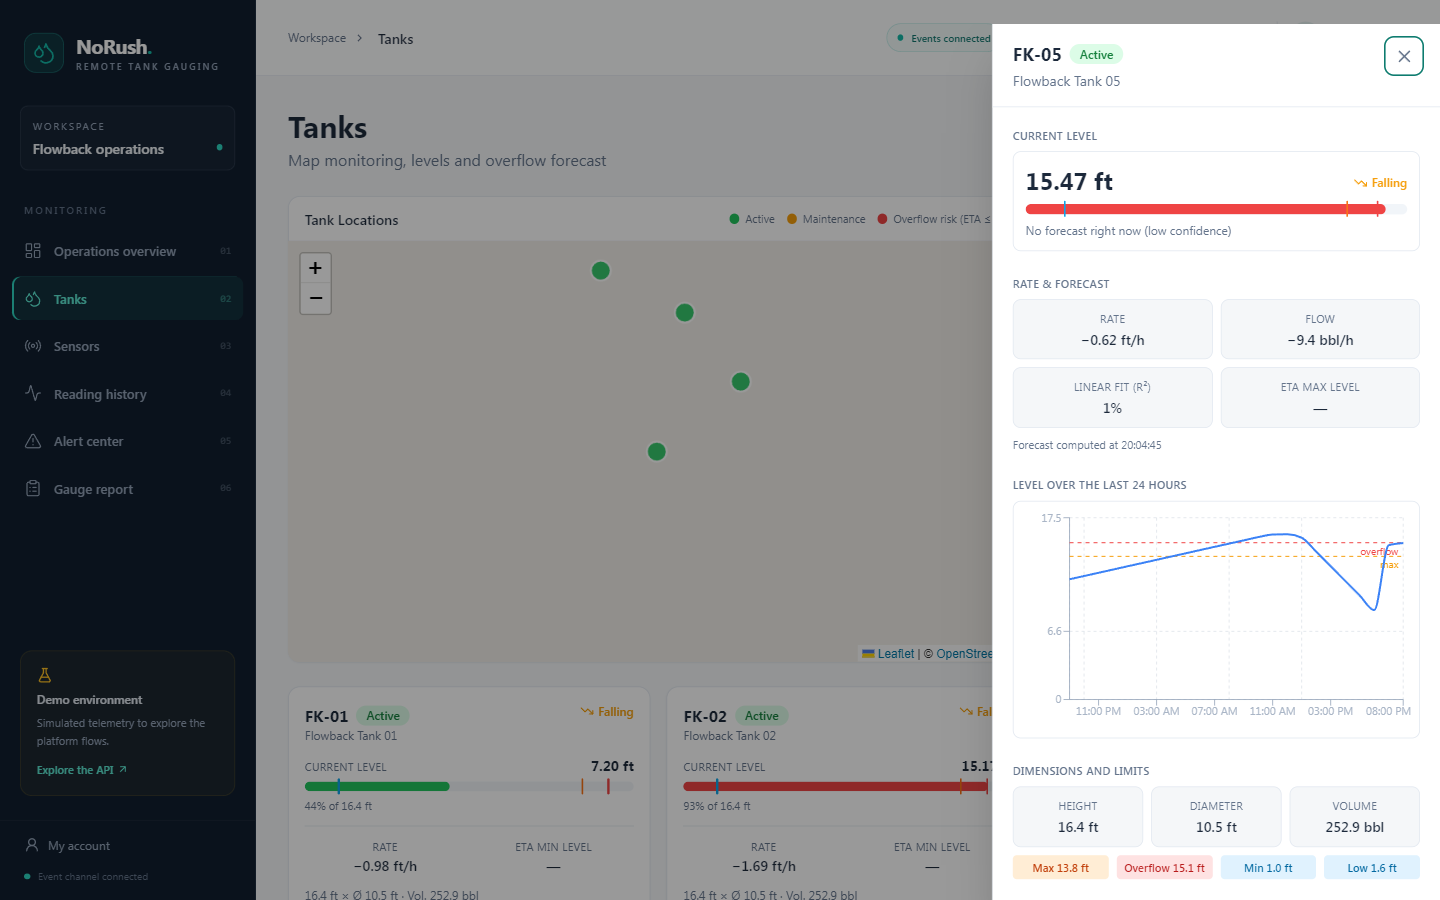 NoRush.
REMOTE TANK GAUGING
WORKSPACE
Flowback operations
MONITORING
Operations overview 01
Tanks 02
Sensors 03
Reading history 04
Alert center 05
Gauge report 06
Demo environment
Simulated telemetry to explore the
platform flows.
Explore the API
My account
Event channel connected
Workspace > Tanks
Events connected
Tanks
Map monitoring, levels and overflow forecast
Tank Locations
Active
Maintenance
Overflow risk (ETA ≤
+
−
Leaflet | © OpenStree
FK-01 Active
Falling
Flowback Tank 01
CURRENT LEVEL 7.20 ft
44% of 16.4 ft
RATE ETA MIN LEVEL
−0.98 ft/h —
16.4 ft × Ø 10.5 ft · Vol. 252.9 bbl
FK-02 Active
Fal
Flowback Tank 02
CURRENT LEVEL 15.17
93% of 16.4 ft
RATE ETA MIN LEVEL
−1.69 ft/h —
16.4 ft × Ø 10.5 ft · Vol. 252.9 bbl
FK-05 Active
Flowback Tank 05
CURRENT LEVEL
15.47 ft
Falling
No forecast right now (low confidence)
RATE & FORECAST
RATE
−0.62 ft/h
FLOW
−9.4 bbl/h
LINEAR FIT (R²)
1%
ETA MAX LEVEL
—
Forecast computed at 20:04:45
LEVEL OVER THE LAST 24 HOURS
17.5
overflow
max
6.6
0
11:00 PM 03:00 AM 07:00 AM 11:00 AM 03:00 PM 08:00 PM
DIMENSIONS AND LIMITS
HEIGHT
16.4 ft
DIAMETER
10.5 ft
VOLUME
252.9 bbl
Max 13.8 ft
Overflow 15.1 ft
Min 1.0 ft
Low 1.6 ft